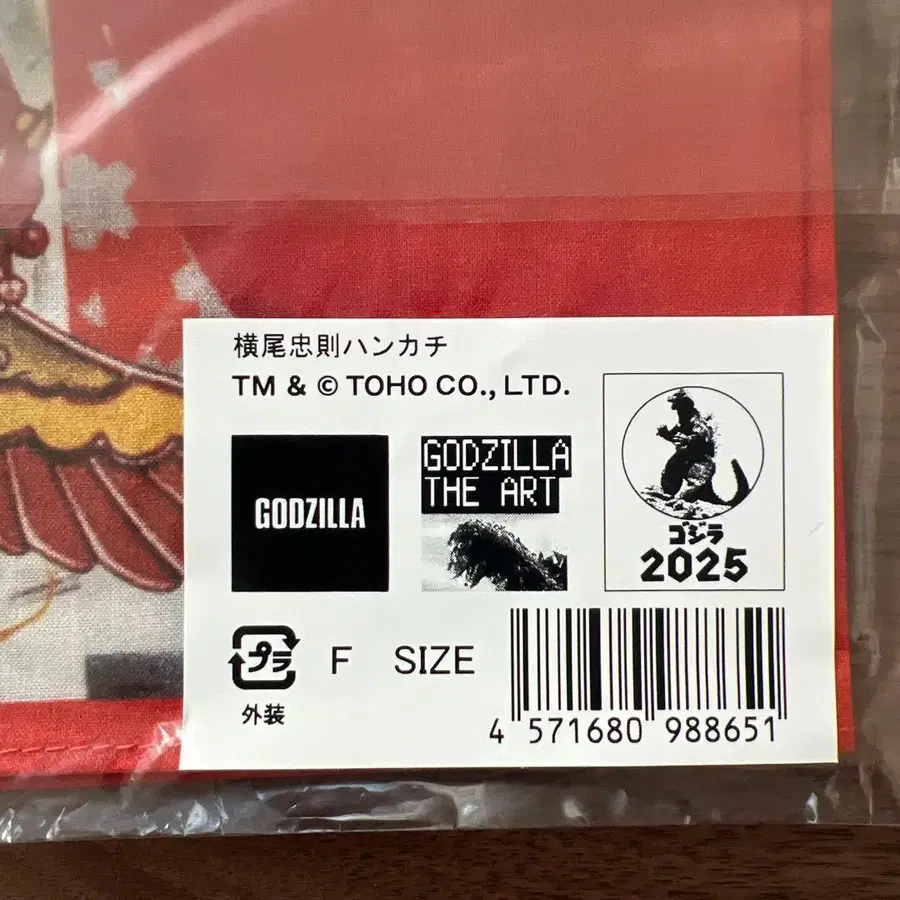 横尾忠則ハンカチ
TM & © TOHO CO., LTD.
GODZILLA
GODZILLA
THE ART
ゴジラ
2025
プラ
外装
F SIZE
4 571680 988651